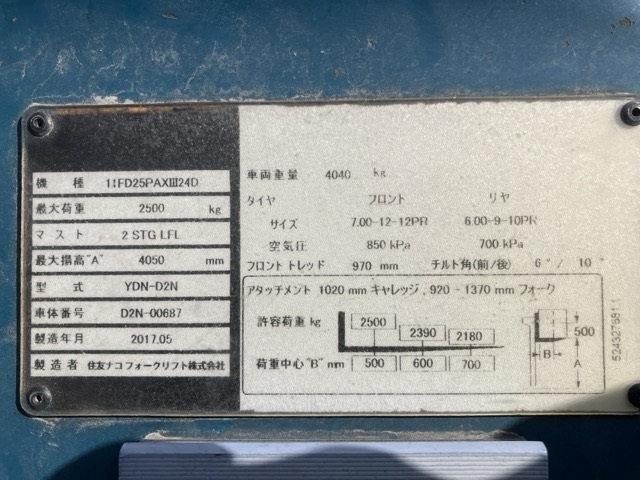 機種 11FD25PAXⅢ24D
最大荷重 2500 kg
マスト 2 STG LFL
最大揚高"A" 4050 mm
型式 YDN-D2N
車体番号 D2N-00687
製造年月 2017.05
製造者 住友ナコフォークリフト株式会社
車両重量 4040 kg
タイヤ フロント リヤ
サイズ 7.00-12-12PR 6.00-9-10PR
空気圧 850 kPa 700 kPa
フロントトレッド 970 mm チルト角(前/後) 6°/ 10°
アタッチメント 1020 mm キャレッジ , 920 - 1370 mm フォーク
許容荷重 kg 2500 2390 2180
荷重中心"B" mm 500 600 700
500
B
A
5243275811